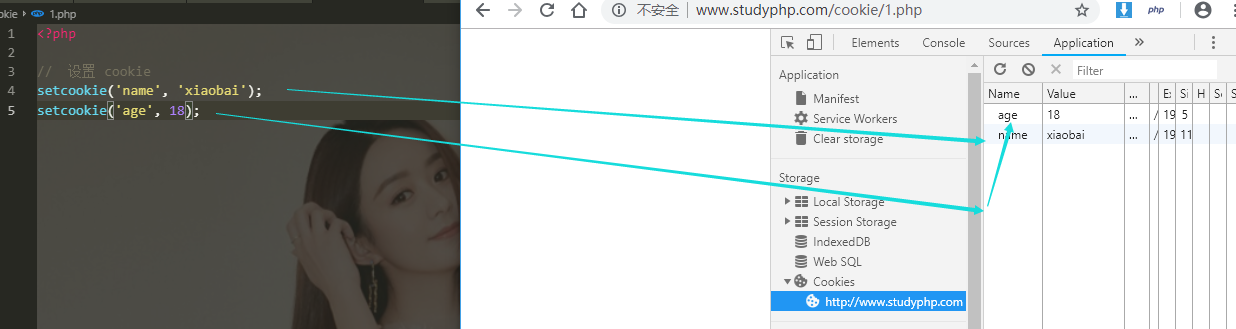 okie › 1.php
1 <?php
2
3 // 设置 cookie
4 setcookie('name', 'xiaobai');
5 setcookie('age', 18);
不安全 | www.studyphp.com/cookie/1.php
php
Elements Console Sources Application »
Application
Manifest
Service Workers
Clear storage
Storage
Local Storage
Session Storage
IndexedDB
Web SQL
Cookies
http://www.studyphp.com
Filter
Name Value ... E: Si H Se S
age 18 ... / 19 5
name xiaobai ... / 19 11